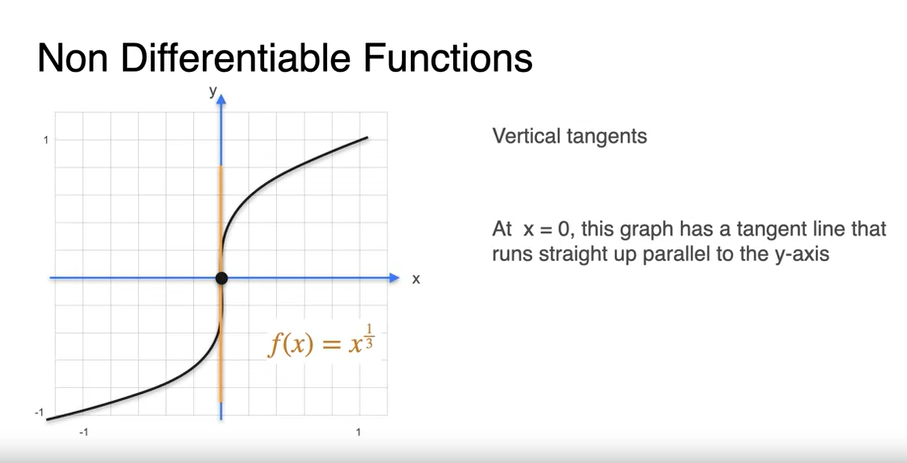 Non Differentiable Functions
y
1
Vertical tangents
At x = 0, this graph has a tangent line that
runs straight up parallel to the y-axis
x
f(x) = x^{\frac{1}{3}}
-1
-1
1